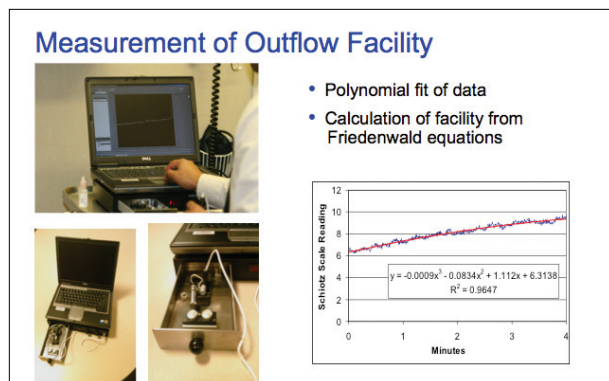 Measurement of Outflow Facility
• Polynomial fit of data
• Calculation of facility from
Friedenwald equations
DELL
Schiotz Scale Reading
12
10
8
6
4
2
0
y = -0.0009x³ - 0.0834x² + 1.112x + 6.3138
R² = 0.9647
0 1 2 3 4
Minutes